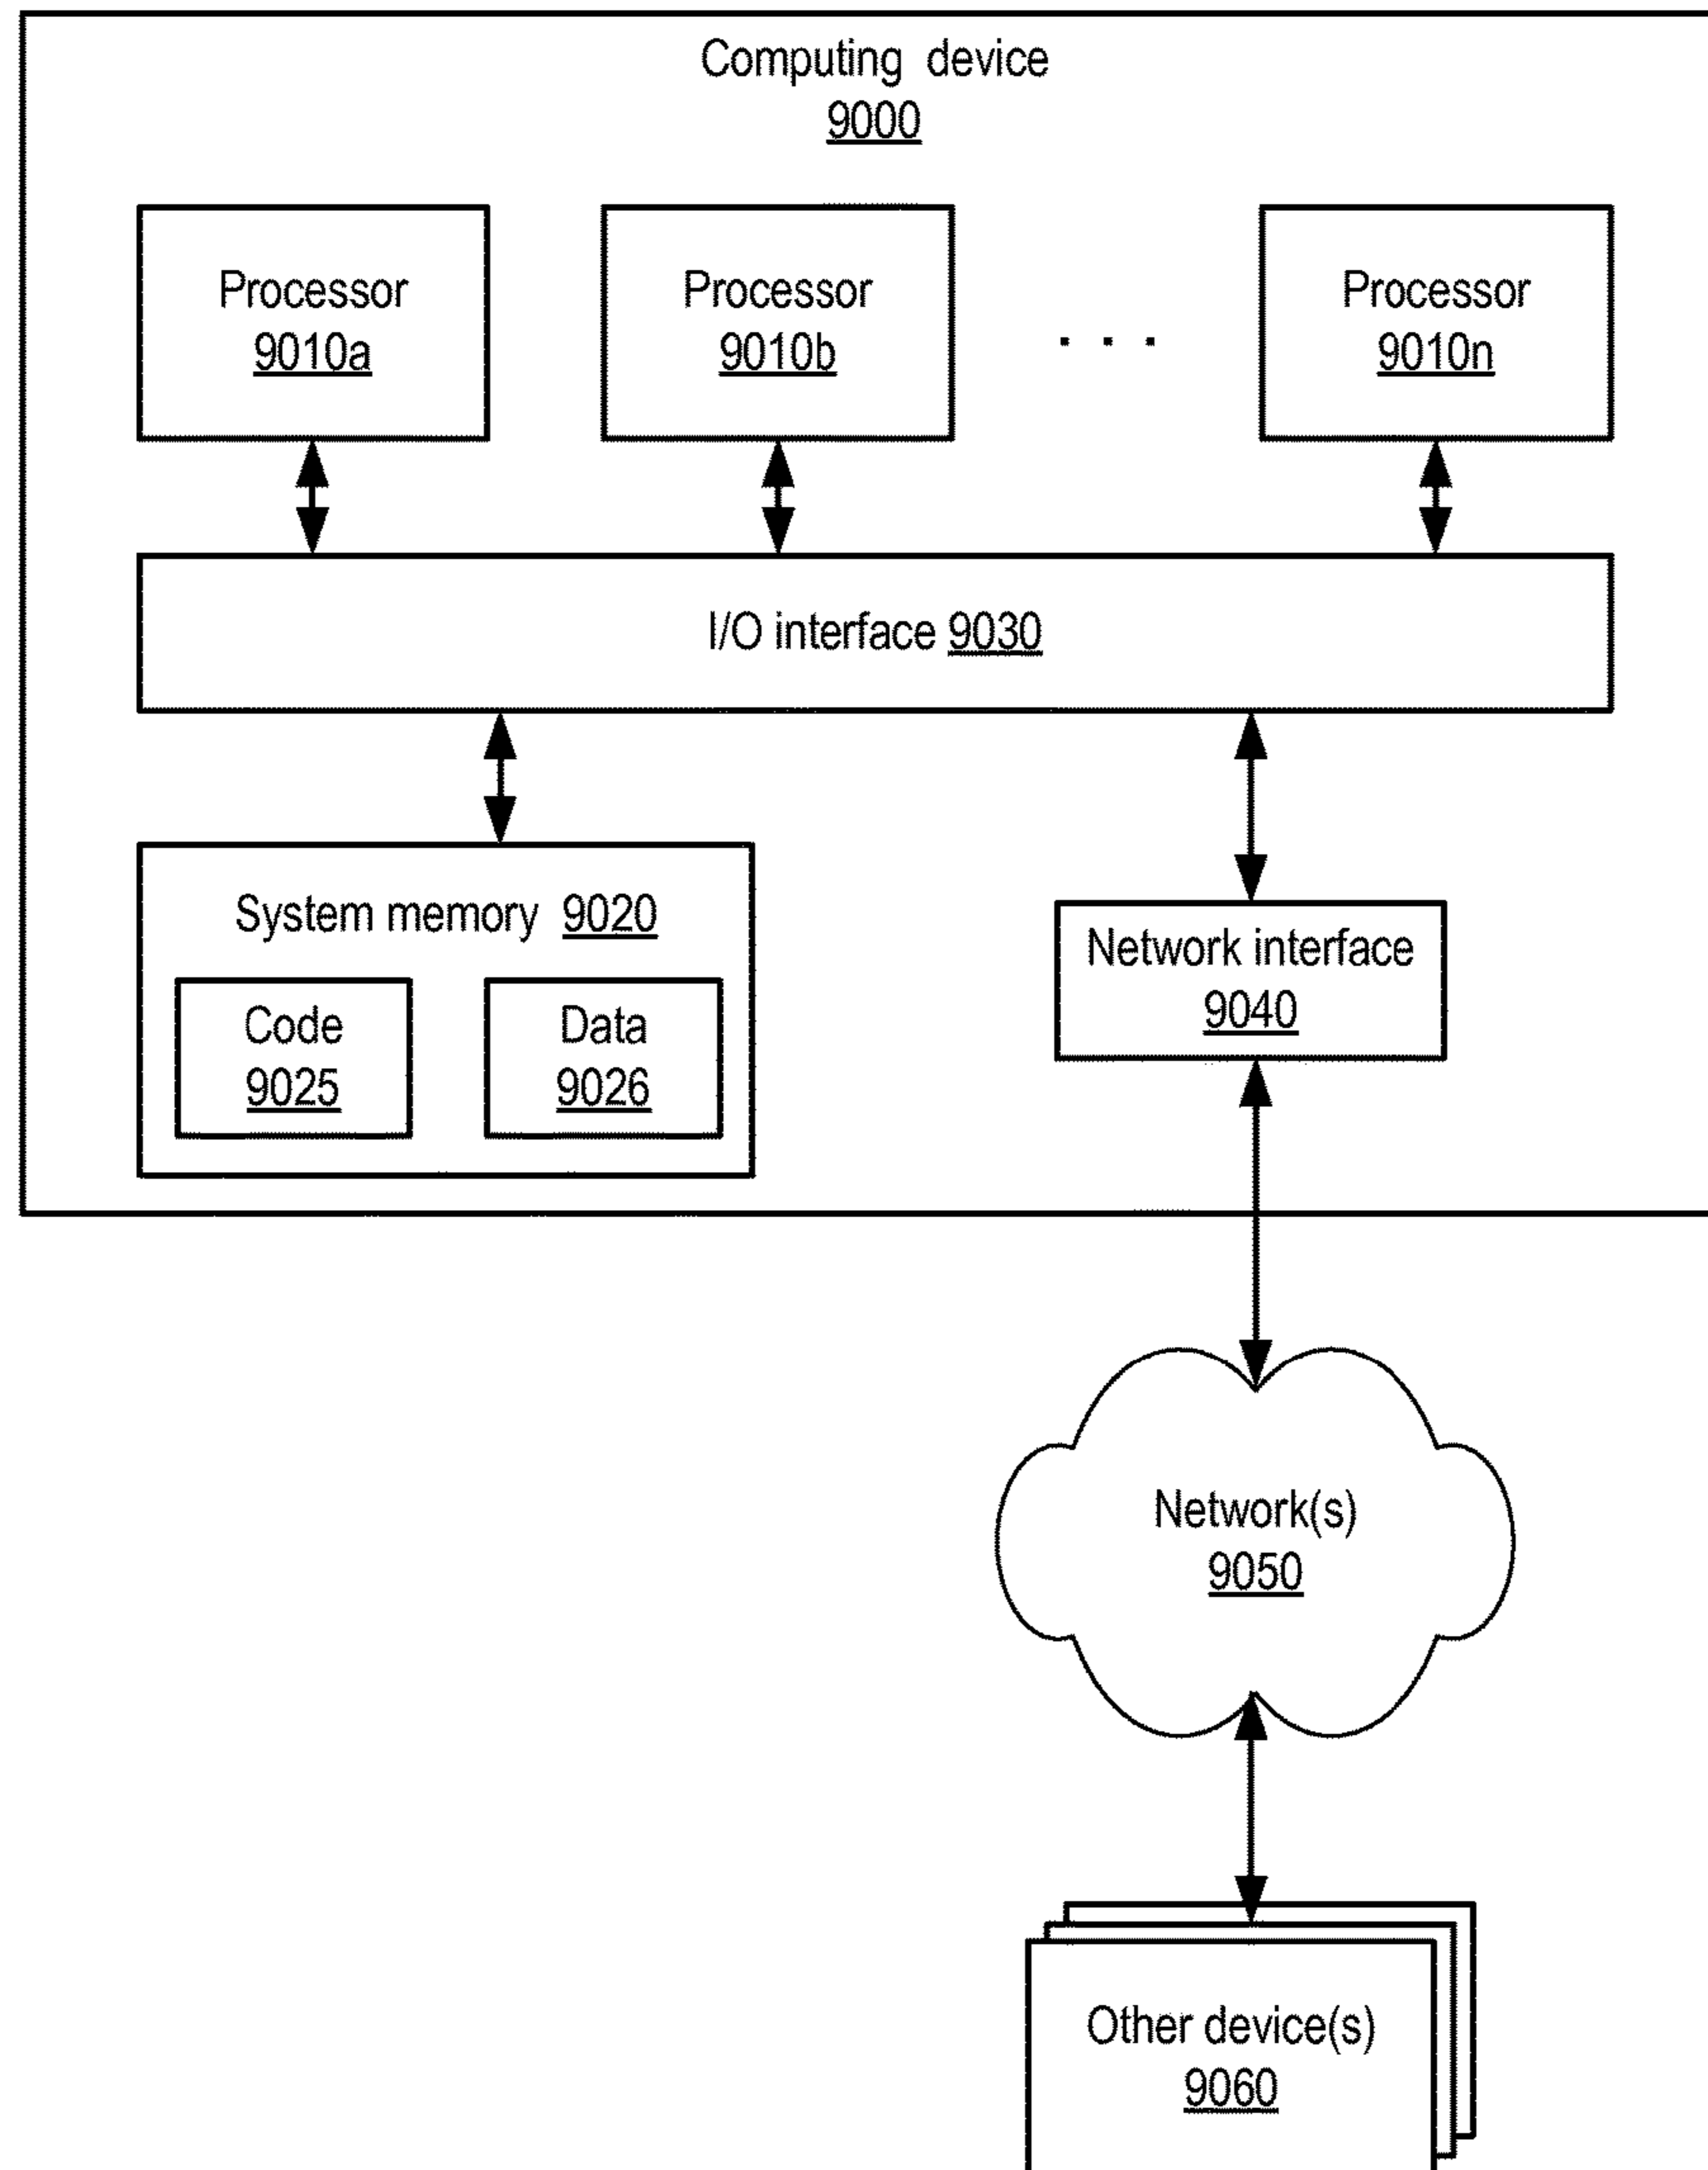 Computing device
9000
Processor
9010a
Processor
9010b
. . .
Processor
9010n
I/O interface 9030
System memory 9020
Code
9025
Data
9026
Network interface
9040
Network(s)
9050
Other device(s)
9060